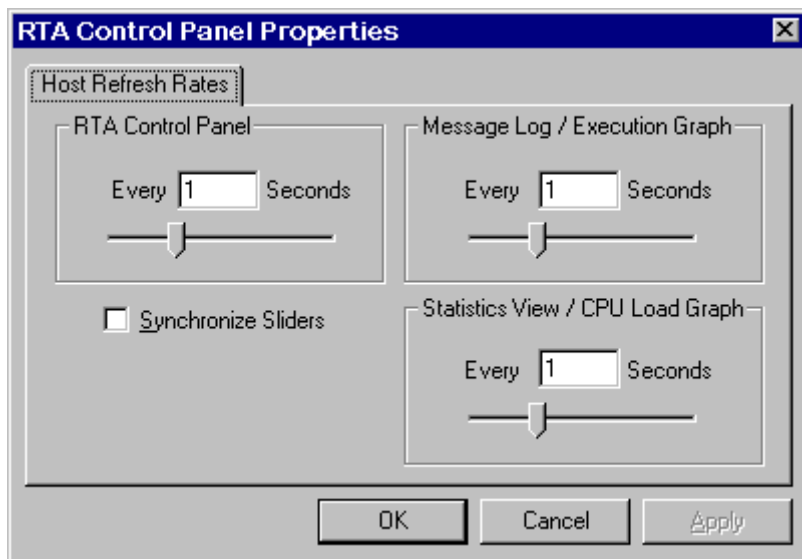 RTA Control Panel Properties
Host Refresh Rates
RTA Control Panel
Every 1 Seconds
Synchronize Sliders
Message Log / Execution Graph
Every 1 Seconds
Statistics View / CPU Load Graph
Every 1 Seconds
OK
Cancel
Apply